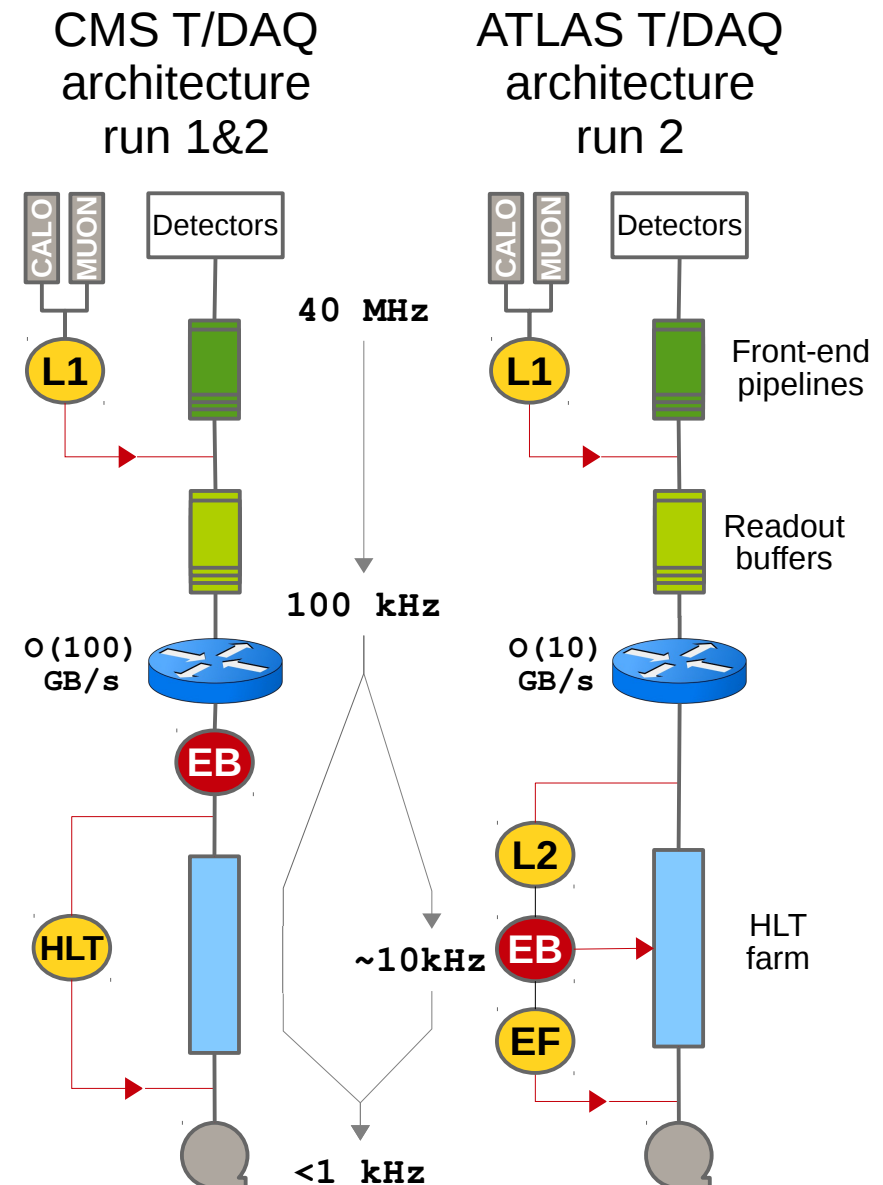 CMS T/DAQ
architecture
run 1&2
ATLAS T/DAQ
architecture
run 2
CALO
MUON
Detectors
CALO
MUON
Detectors
40 MHz
L1
L1
Front-end
pipelines
Readout
buffers
100 kHz
O(100)
GB/s
O(10)
GB/s
EB
L2
HLT
~10kHz
EB
HLT
farm
EF
<1 kHz